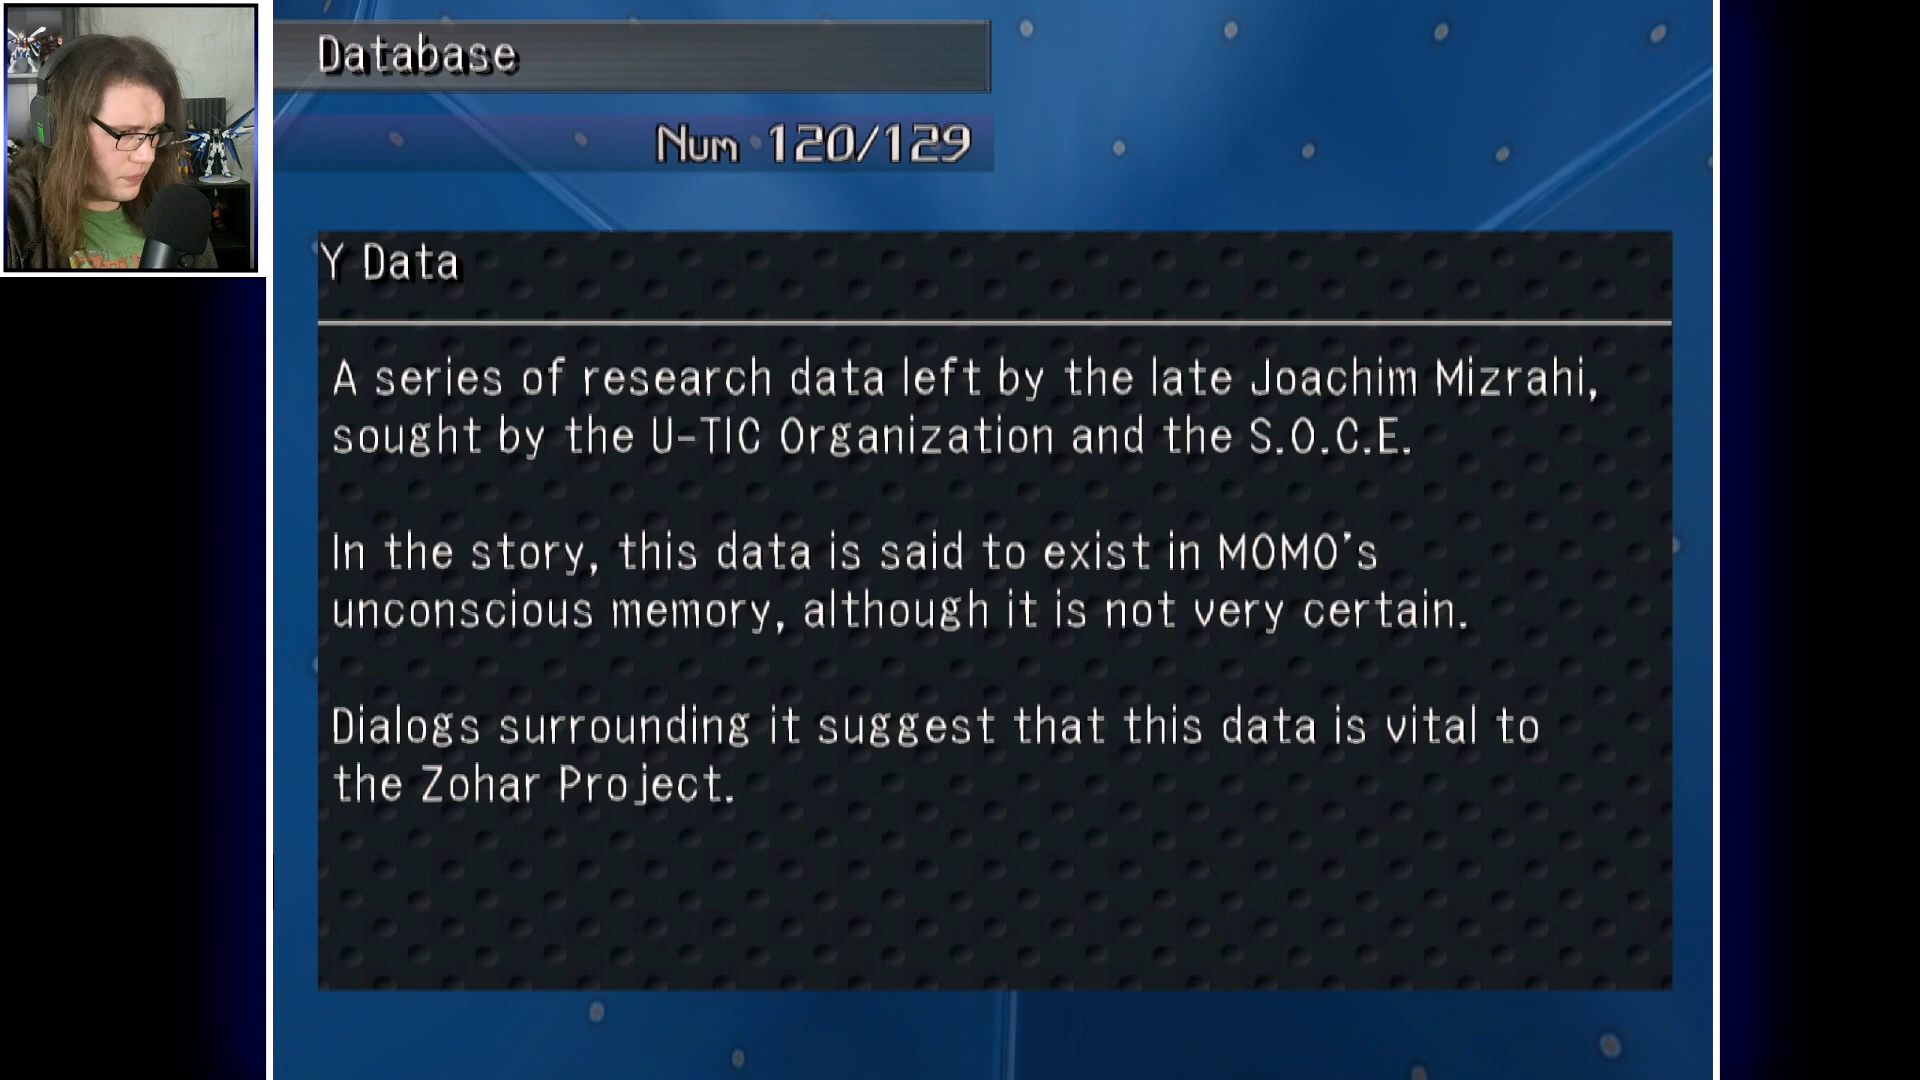 Database
Num 120/129
Y Data
A series of research data left by the late Joachim Mizrahi,
sought by the U-TIC Organization and the S.O.C.E.
In the story, this data is said to exist in MOMO's
unconscious memory, although it is not very certain.
Dialogs surrounding it suggest that this data is vital to
the Zohar Project.